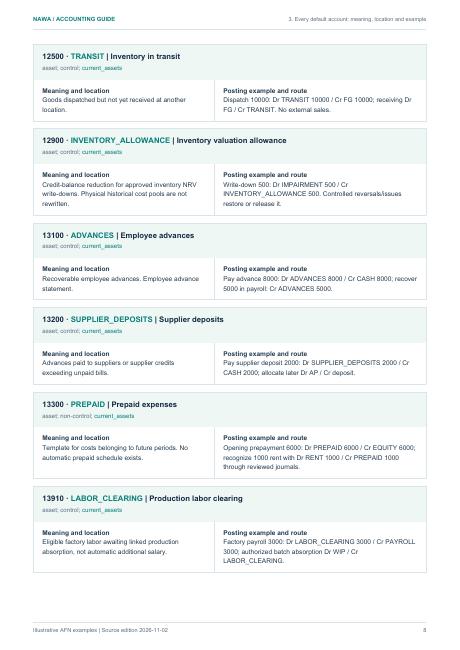 NAWA / ACCOUNTING GUIDE
3. Every default account: meaning, location and example
12500 · TRANSIT | Inventory in transit
asset; control; current_assets
Meaning and location
Goods dispatched but not yet received at another
location.
Posting example and route
Dispatch 10000: Dr TRANSIT 10000 / Cr FG 10000; receiving Dr
FG / Cr TRANSIT. No external sales.
12900 · INVENTORY_ALLOWANCE | Inventory valuation allowance
asset; control; current_assets
Meaning and location
Credit-balance reduction for approved inventory NRV
write-downs. Physical historical cost pools are not
rewritten.
Posting example and route
Write-down 500: Dr IMPAIRMENT 500 / Cr
INVENTORY_ALLOWANCE 500. Controlled reversals/issues
restore or release it.
13100 · ADVANCES | Employee advances
asset; control; current_assets
Meaning and location
Recoverable employee advances. Employee advance
statement.
Posting example and route
Pay advance 8000: Dr ADVANCES 8000 / Cr CASH 8000; recover
5000 in payroll: Cr ADVANCES 5000.
13200 · SUPPLIER_DEPOSITS | Supplier deposits
asset; control; current_assets
Meaning and location
Advances paid to suppliers or supplier credits
exceeding unpaid bills.
Posting example and route
Pay supplier deposit 2000: Dr SUPPLIER_DEPOSITS 2000 / Cr
CASH 2000; allocate later Dr AP / Cr deposit.
13300 · PREPAID | Prepaid expenses
asset; non-control; current_assets
Meaning and location
Template for costs belonging to future periods. No
automatic prepaid schedule exists.
Posting example and route
Opening prepayment 6000: Dr PREPAID 6000 / Cr EQUITY 6000;
recognize 1000 rent with Dr RENT 1000 / Cr PREPAID 1000
through reviewed journals.
13910 · LABOR_CLEARING | Production labor clearing
asset; control; current_assets
Meaning and location
Eligible factory labor awaiting linked production
absorption, not automatic additional salary.
Posting example and route
Factory payroll 3000: Dr LABOR_CLEARING 3000 / Cr PAYROLL
3000; authorized batch absorption Dr WIP / Cr
LABOR_CLEARING.
Illustrative AFN examples | Source edition 2026-11-02
8